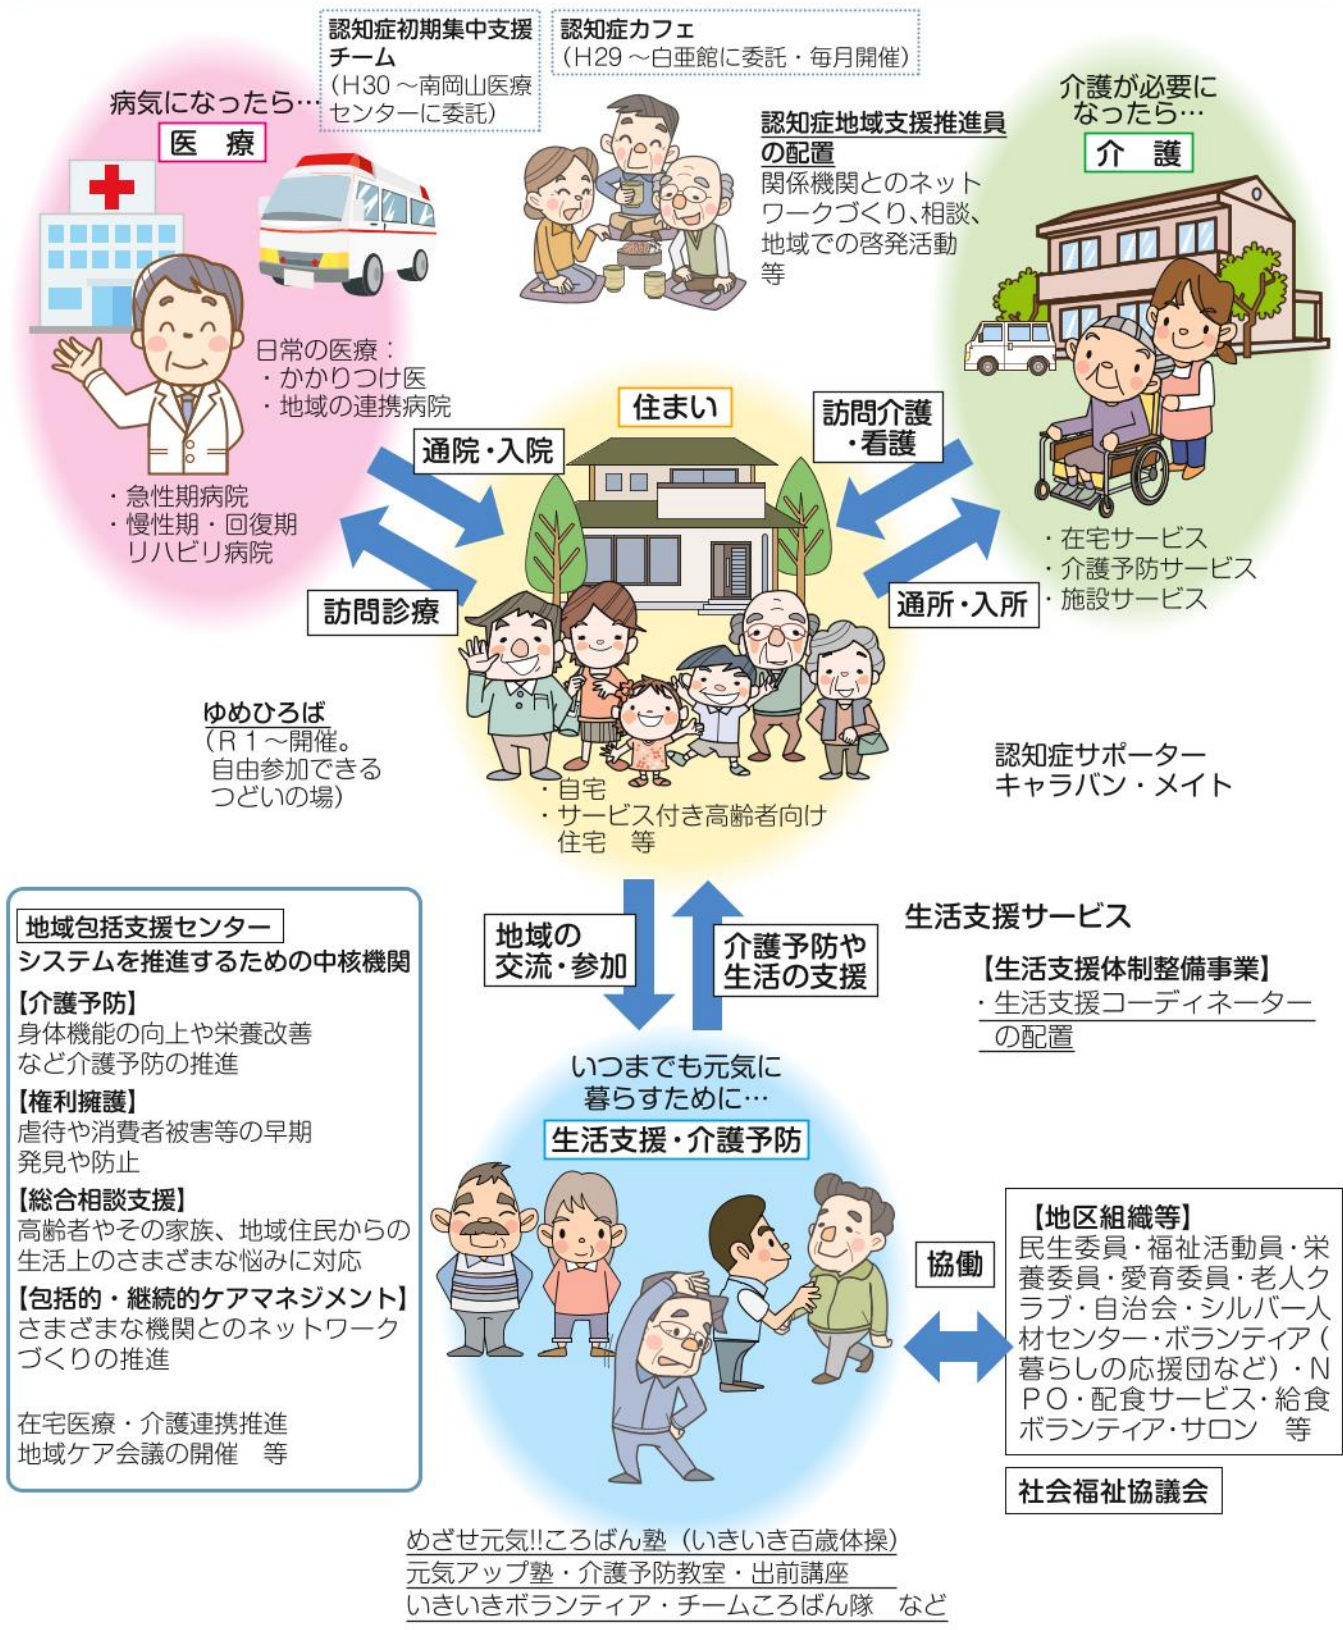 認知症初期集中支援
チーム
（H30～南岡山医療
センターに委託）
認知症カフェ
（H29～白亜館に委託・毎月開催）
病気になったら…
医 療
認知症地域支援推進員
の配置
関係機関とのネット
ワークづくり、相談、
地域での啓発活動
等
介護が必要に
なったら…
介 護
日常の医療：
・かかりつけ医
・地域の連携病院
・急性期病院
・慢性期・回復期
リハビリ病院
通院・入院
訪問診療
住まい
訪問介護
・看護
通所・入所
・在宅サービス
・介護予防サービス
・施設サービス
ゆめひろば
（R１～開催。
自由参加できる
つどいの場）
・自宅
・サービス付き高齢者向け
住宅　等
認知症サポーター
キャラバン・メイト
地域包括支援センター
システムを推進するための中核機関
【介護予防】
身体機能の向上や栄養改善
など介護予防の推進
【権利擁護】
虐待や消費者被害等の早期
発見や防止
【総合相談支援】
高齢者やその家族、地域住民からの
生活上のさまざまな悩みに対応
【包括的・継続的ケアマネジメント】
さまざまな機関とのネットワーク
づくりの推進
在宅医療・介護連携推進
地域ケア会議の開催　等
地域の
交流・参加
介護予防や
生活の支援
生活支援サービス
【生活支援体制整備事業】
・生活支援コーディネーター
の配置
いつまでも元気に
暮らすために…
生活支援・介護予防
協働
【地区組織等】
民生委員・福祉活動員・栄
養委員・愛育委員・老人ク
ラブ・自治会・シルバー人
材センター・ボランティア（
暮らしの応援団など）・N
PO・配食サービス・給食
ボランティア・サロン　等
社会福祉協議会
めざせ元気!!ころばん塾（いきいき百歳体操）
元気アップ塾・介護予防教室・出前講座
いきいきボランティア・チームころばん隊　など